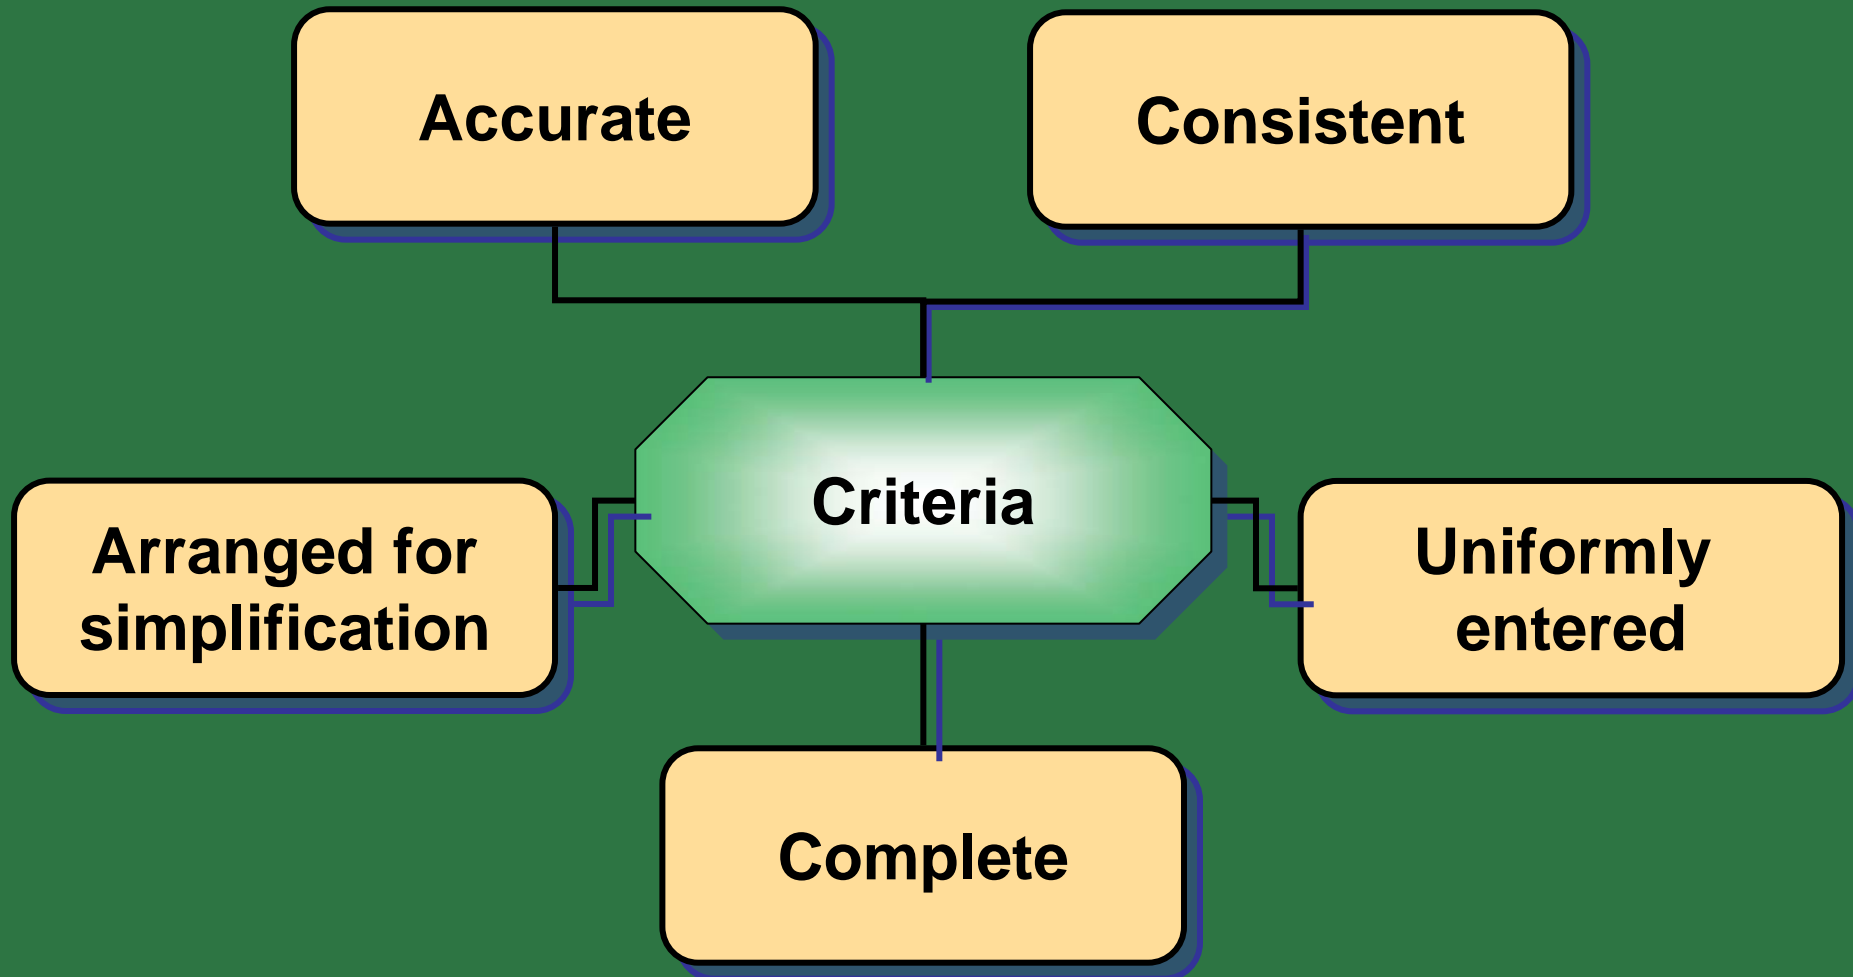 Accurate
Consistent
Criteria
Arranged for
simplification
Uniformly
entered
Complete